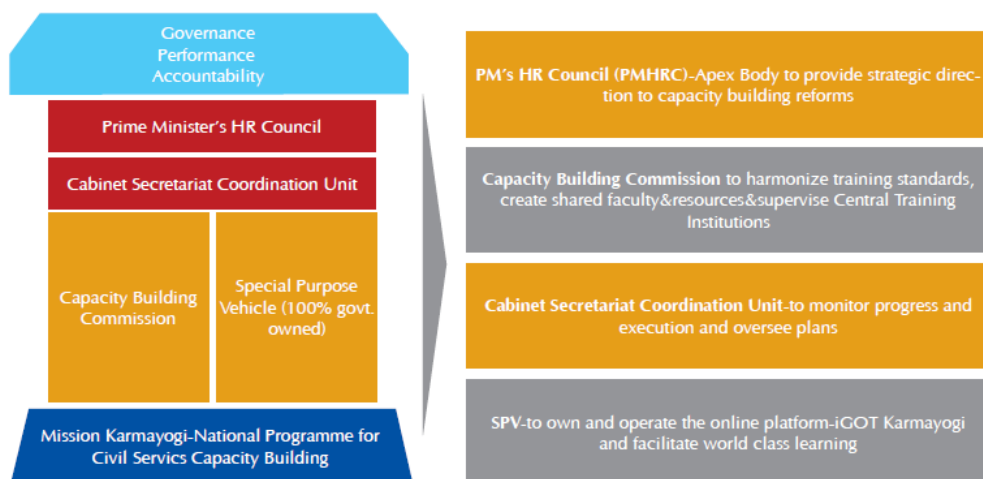 Governance
Performance
Accountability
Prime Minister's HR Council
Cabinet Secretariat Coordination Unit
Capacity Building
Commission
Special Purpose
Vehicle (100% govt.
owned)
Mission Karmayogi-National Programme for
Civil Servics Capacity Building
PM's HR Council (PMHRC)-Apex Body to provide strategic direc-
tion to capacity building reforms
Capacity Building Commission to harmonize training standards,
create shared faculty&resources&supervise Central Training
Institutions
Cabinet Secretariat Coordination Unit-to monitor progress and
execution and oversee plans
SPV-to own and operate the online platform-iGOT Karmayogi
and facilitate world class learning